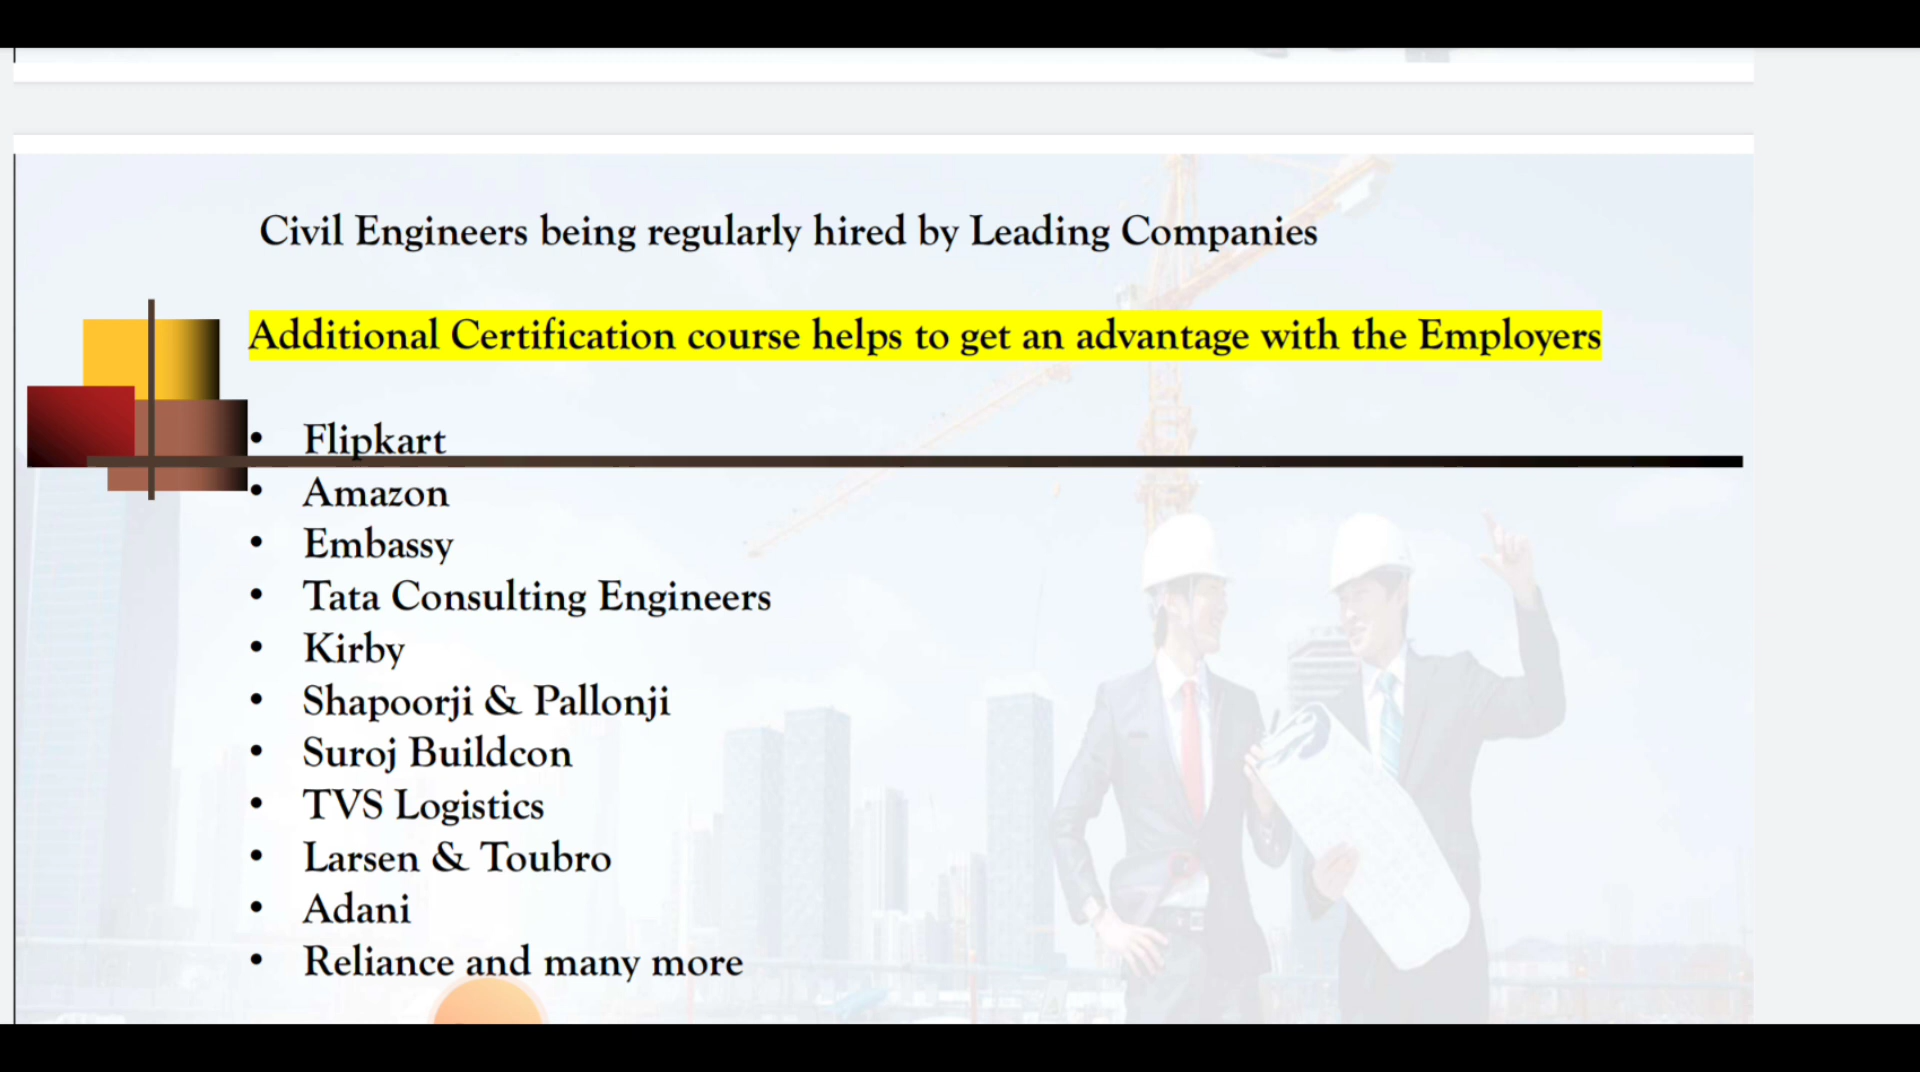 Civil Engineers being regularly hired by Leading Companies
Additional Certification course helps to get an advantage with the Employers
• Flipkart
• Amazon
• Embassy
• Tata Consulting Engineers
• Kirby
• Shapoorji & Pallonji
• Suroj Buildcon
• TVS Logistics
• Larsen & Toubro
• Adani
• Reliance and many more